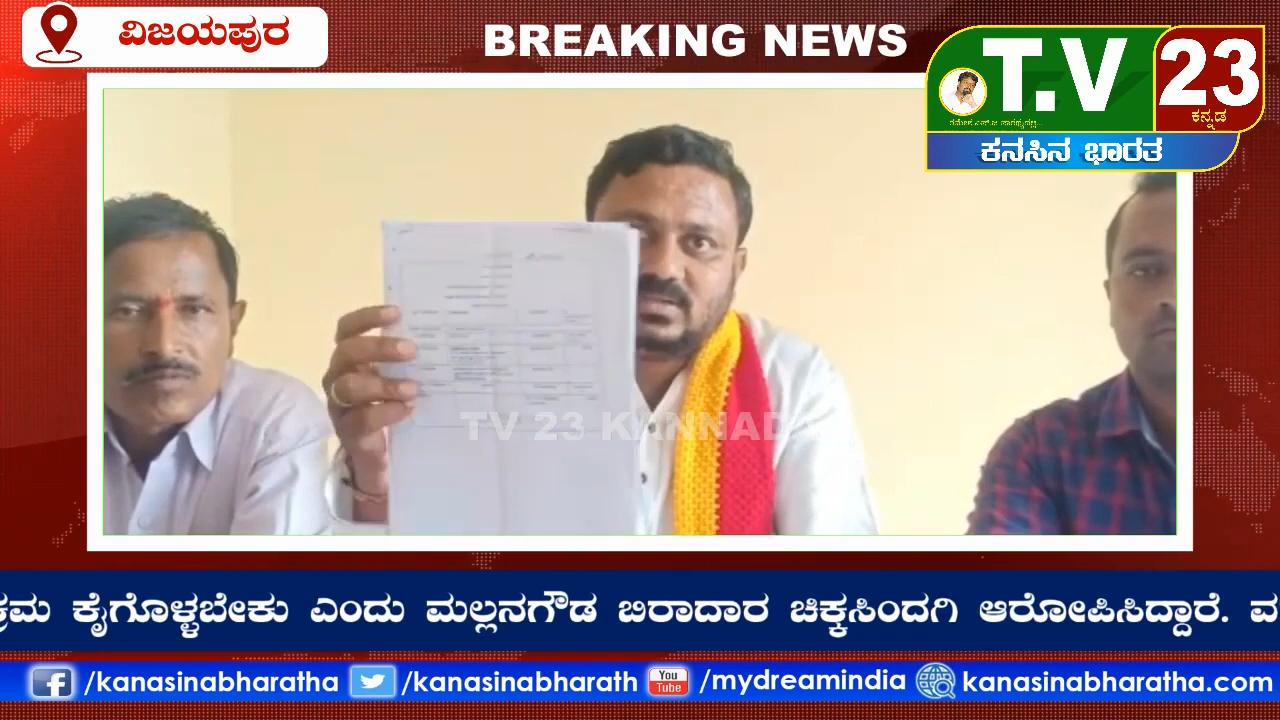 ವಿಜಯಪುರ
BREAKING NEWS
T.V 23
ಕನ್ನಡ
ಕನಸಿನ ಭಾರತ
TV 23 KANNADA
ಕ್ರಮ ಕೈಗೊಳ್ಳಬೇಕು ಎಂದು ಮಲ್ಲನಗೌಡ ಬಿರಾದಾರ ಚಿಕ್ಕಸಿಂದಗಿ ಆರೋಪಿಸಿದ್ದಾರೆ.
/kanasinabharatha /kanasinabharath You Tube /mydreamindia kanasinabharatha.com